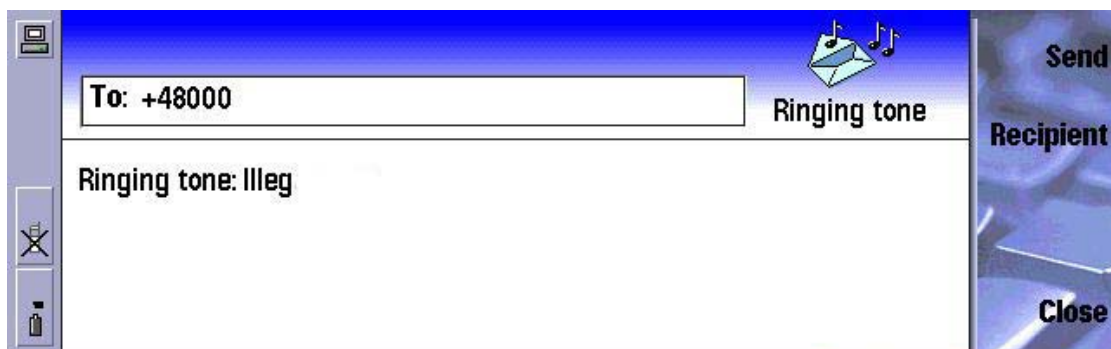 To: +48000
Ringing tone
Ringing tone: Illeg
Send
Recipient
Close